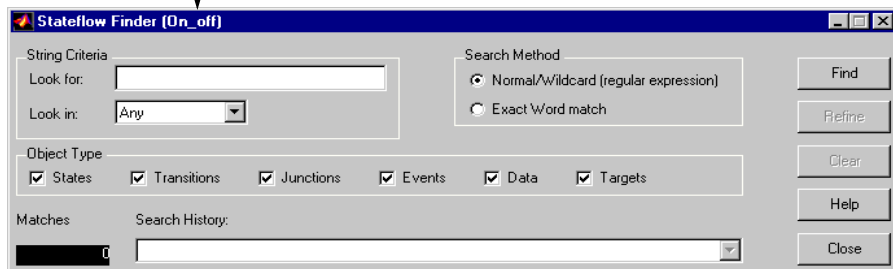 Stateflow Finder (On_off)
String Criteria
Look for:
Look in: Any
Search Method
Normal/Wildcard (regular expression)
Exact Word match
Find
Refine
Clear
Help
Close
Object Type
States Transitions Junctions Events Data Targets
Matches
0
Search History: